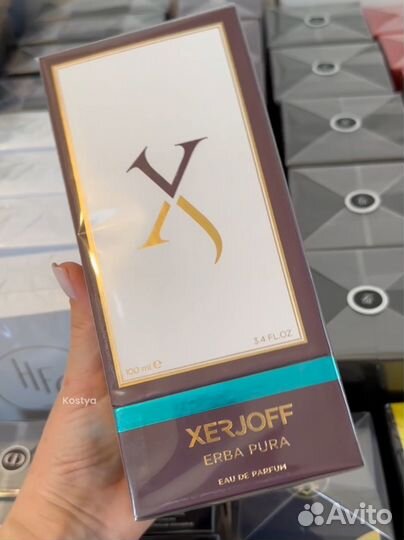 100 ml ℮
3.4 FL.OZ
XERJOFF
ERBA PURA
EAU DE PARFUM
Kostya
Avito